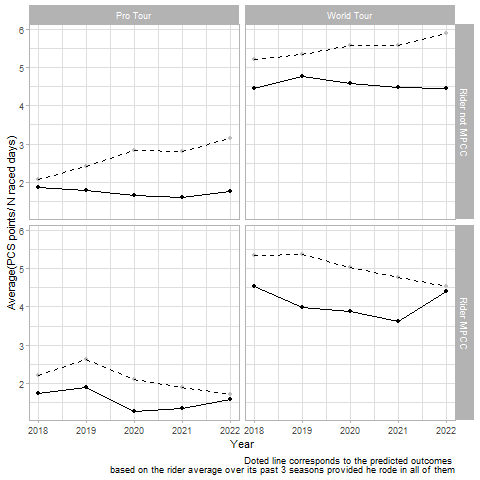 Pro Tour
World Tour
6
5
4
3
2
Rider not MPCC
6
5
4
3
2
Rider MPCC
Average(PCS points/ N raced days)
2018 2019 2020 2021 2022
2018 2019 2020 2021 2022
Year
Doted line corresponds to the predicted outcomes
based on the rider average over its past 3 seasons provided he rode in all of them